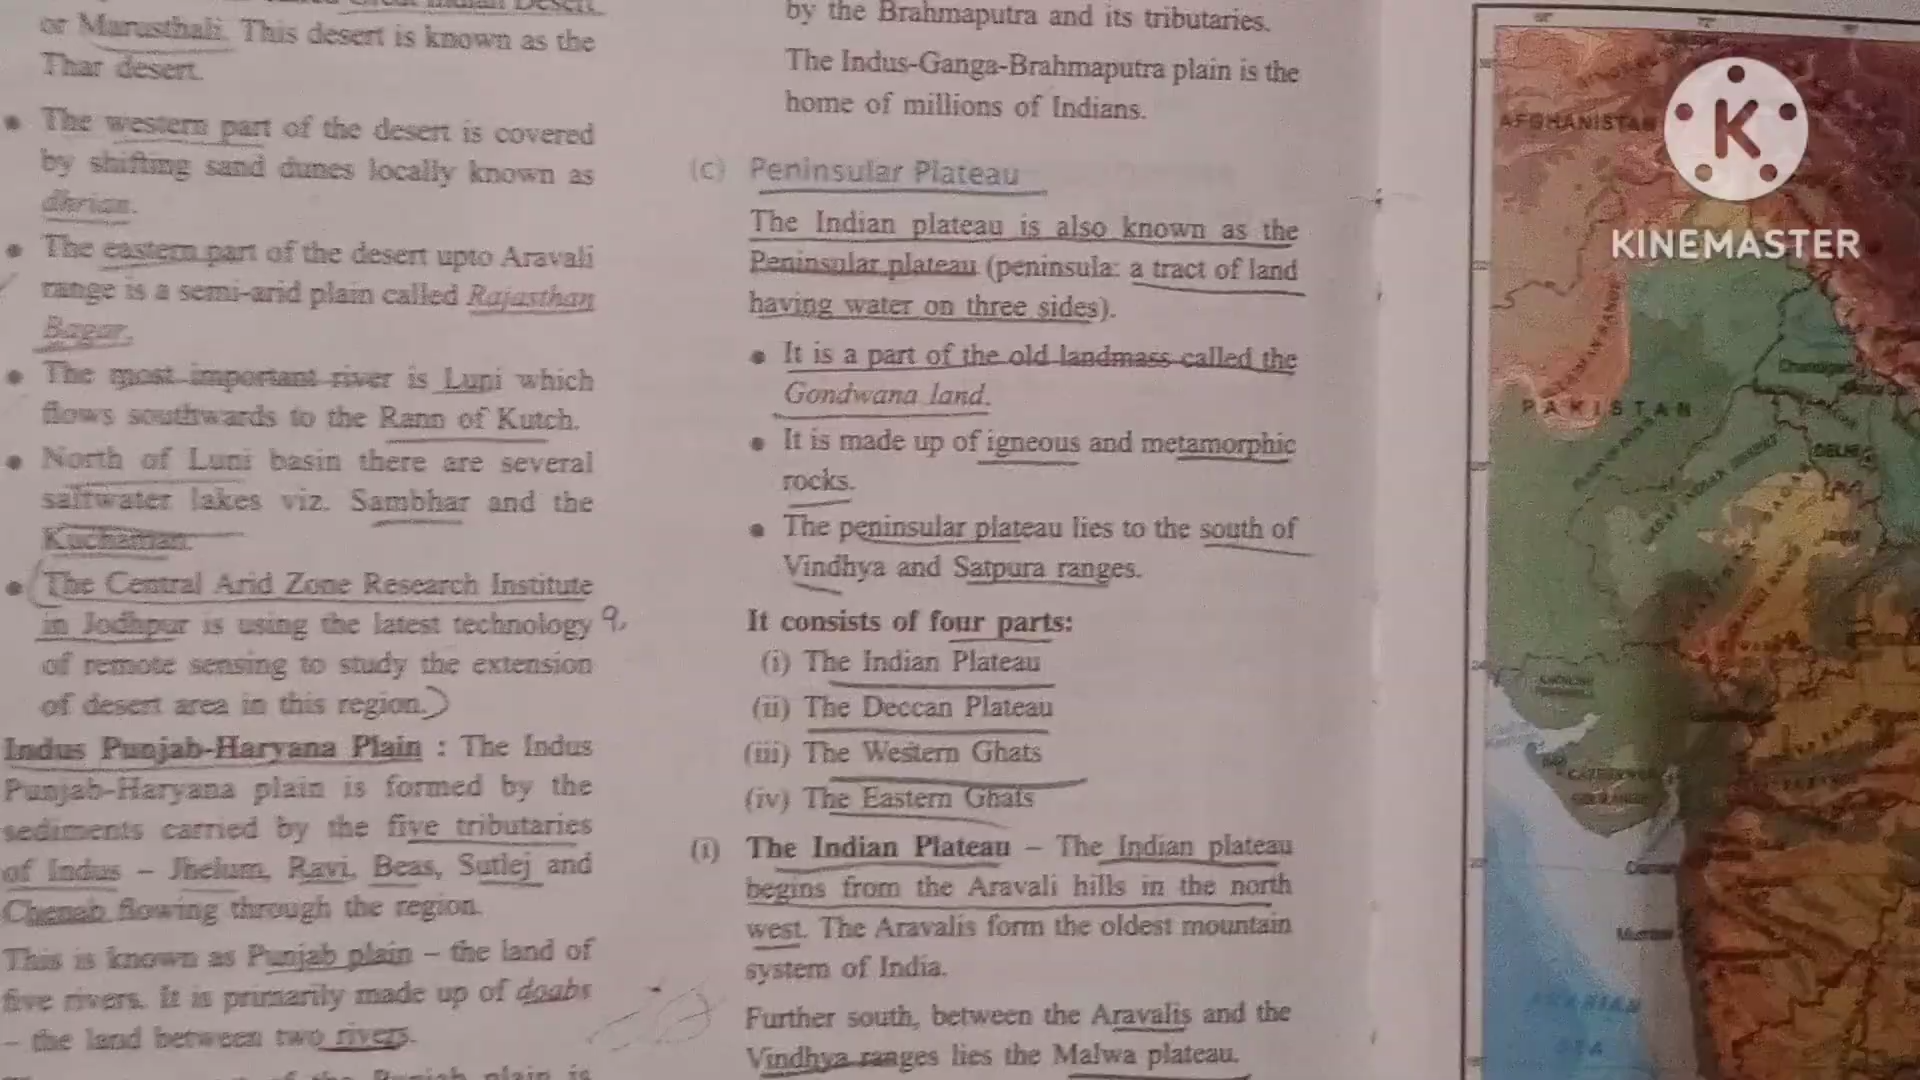 or Marusthali. This desert is known as the
Thar desert.
• The western part of the desert is covered
by shifting sand dunes locally known as
dhrian.
• The eastern part of the desert upto Aravali
range is a semi-arid plain called Rajasthan
Bagar.
• The most important river is Luni which
flows southwards to the Rann of Kutch.
• North of Luni basin there are several
saltwater lakes viz. Sambhar and the
Kuchaman.
• (The Central Arid Zone Research Institute
in Jodhpur is using the latest technology
of remote sensing to study the extension
of desert area in this region.)
Indus Punjab-Haryana Plain : The Indus
Punjab-Haryana plain is formed by the
sediments carried by the five tributaries
of Indus – Jhelum, Ravi, Beas, Sutlej and
Chenab flowing through the region.
This is known as Punjab plain – the land of
five rivers. It is primarily made up of doabs
– the land between two rivers.
by the Brahmaputra and its tributaries.
The Indus-Ganga-Brahmaputra plain is the
home of millions of Indians.
(c) Peninsular Plateau
The Indian plateau is also known as the
Peninsular plateau (peninsula: a tract of land
having water on three sides).
• It is a part of the old landmass called the
Gondwana land.
• It is made up of igneous and metamorphic
rocks.
• The peninsular plateau lies to the south of
Vindhya and Satpura ranges.
It consists of four parts:
(i) The Indian Plateau
(ii) The Deccan Plateau
(iii) The Western Ghats
(iv) The Eastern Ghats
(i) The Indian Plateau – The Indian plateau
begins from the Aravali hills in the north
west. The Aravalis form the oldest mountain
system of India.
Further south, between the Aravalis and the
Vindhya ranges lies the Malwa plateau.
AFGHANISTAN
K
KINEMASTER
PAKISTAN
DELHI
Mumbai
ARABIAN
SEA